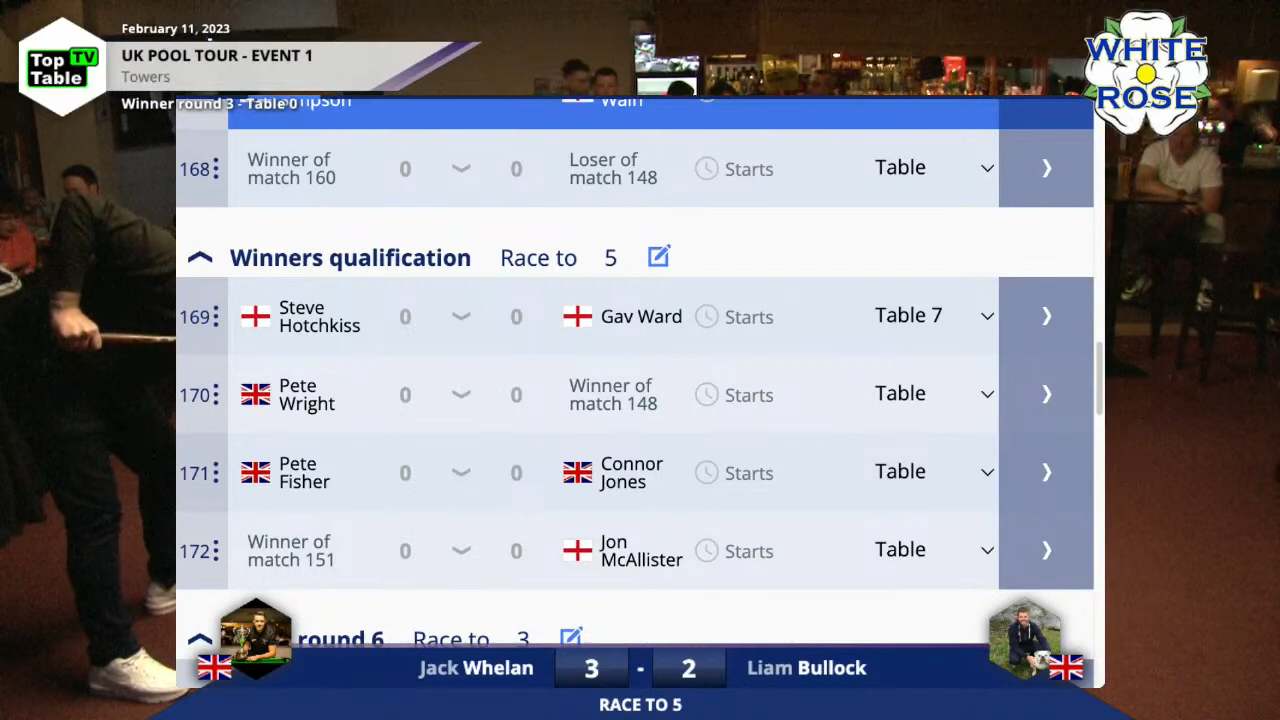 February 11, 2023
Top TV
Table
UK POOL TOUR - EVENT 1
Towers
Winner round 3 - Table 0
WHITE
ROSE
Wain
168 Winner of match 160 0 0 Loser of match 148 Starts Table
Winners qualification Race to 5
169 Steve Hotchkiss 0 0 Gav Ward Starts Table 7
170 Pete Wright 0 0 Winner of match 148 Starts Table
171 Pete Fisher 0 0 Connor Jones Starts Table
172 Winner of match 151 0 0 Jon McAllister Starts Table
round 6 Race to 3
Jack Whelan 3 - 2 Liam Bullock
RACE TO 5